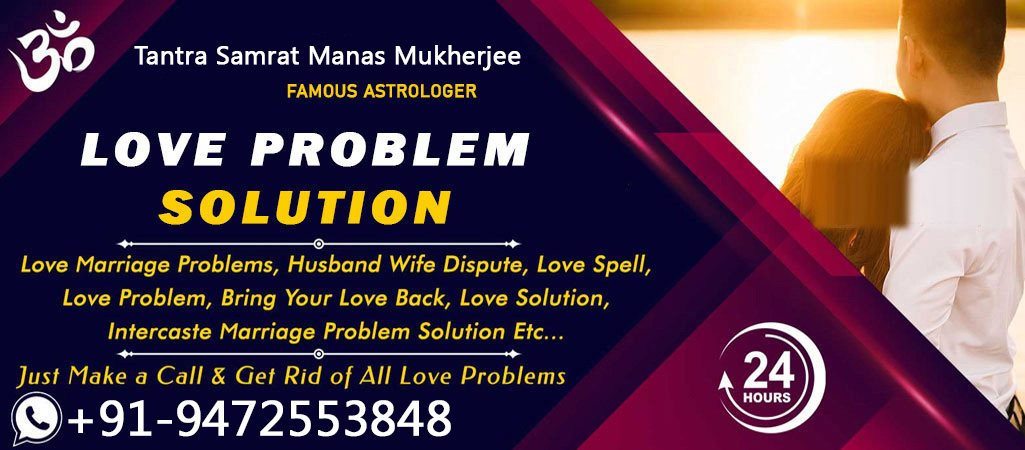 ॐ
Tantra Samrat Manas Mukherjee
FAMOUS ASTROLOGER
LOVE PROBLEM
SOLUTION
Love Marriage Problems, Husband Wife Dispute, Love Spell,
Love Problem, Bring Your Love Back, Love Solution,
Intercaste Marriage Problem Solution Etc...
Just Make a Call & Get Rid of All Love Problems
+91-9472553848
24
HOURS